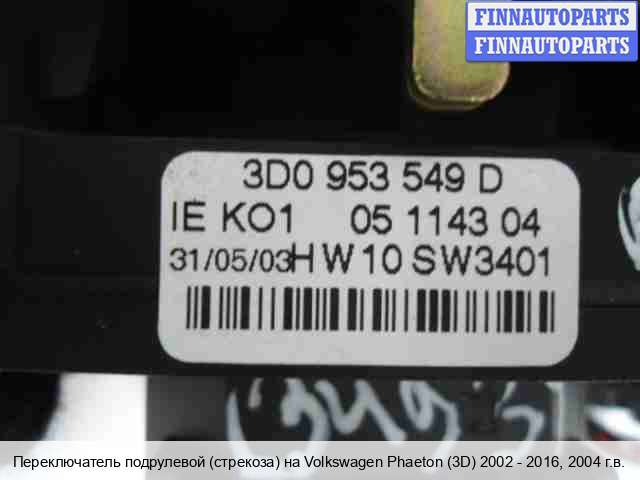 FINNAUTOPARTS
FINNAUTOPARTS
3D0 953 549 D
IE KO1 05 1143 04
31/05/03 HW10 SW3401
Переключатель подрулевой (стрекоза) на Volkswagen Phaeton (3D) 2002 - 2016, 2004 г.в.